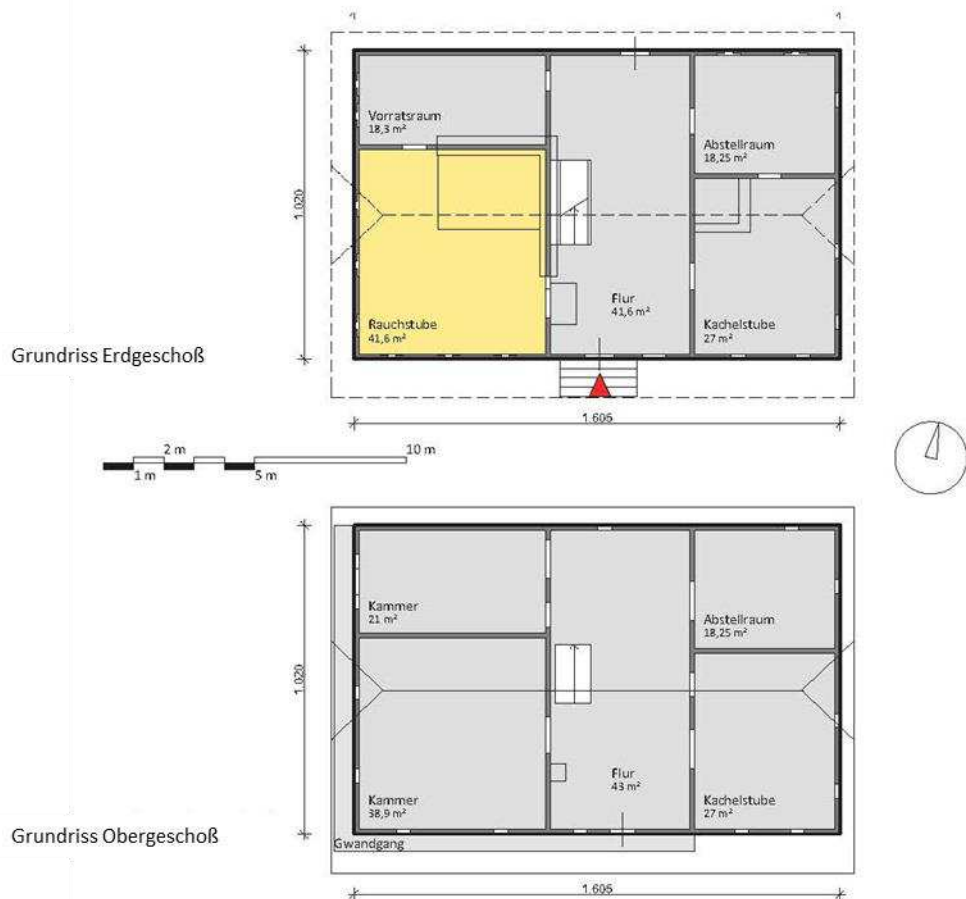 Vorratsraum
18,3 m²
Abstellraum
18,25 m²
1.020
Rauchstube
41,6 m²
Flur
41,6 m²
Kachelstube
27 m²
Grundriss Erdgeschoß
1.605
2 m
10 m
1 m
5 m
Kammer
21 m²
Abstellraum
18,25 m²
1.020
Kammer
38,9 m²
Flur
43 m²
Kachelstube
27 m²
Grundriss Obergeschoß
Gwandgang
1.605